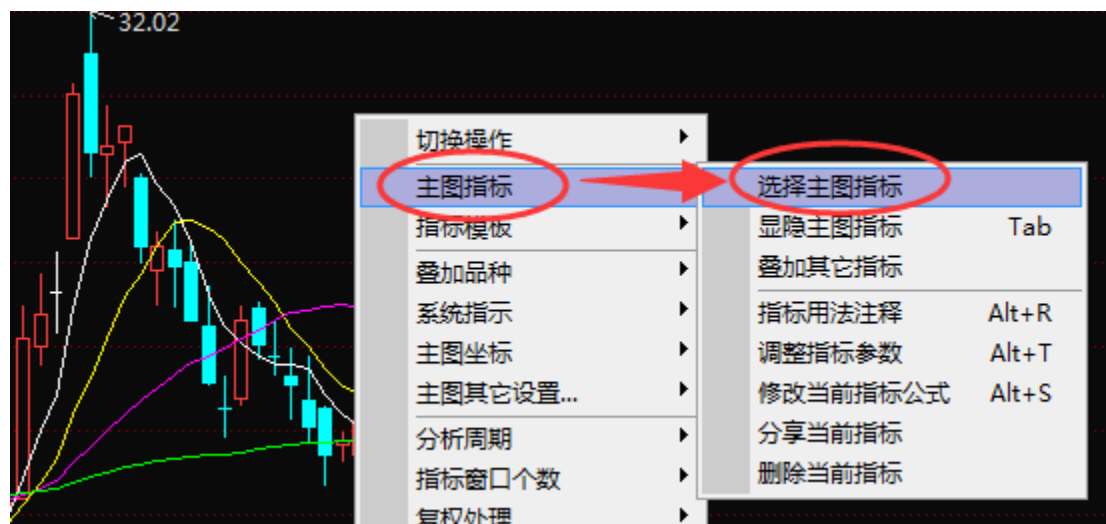 32.02
切换操作
主图指标
指标模板
叠加品种
系统指示
主图坐标
主图其它设置...
分析周期
指标窗口个数
复权处理
选择主图指标
显隐主图指标 Tab
叠加其它指标
指标用法注释 Alt+R
调整指标参数 Alt+T
修改当前指标公式 Alt+S
分享当前指标
删除当前指标